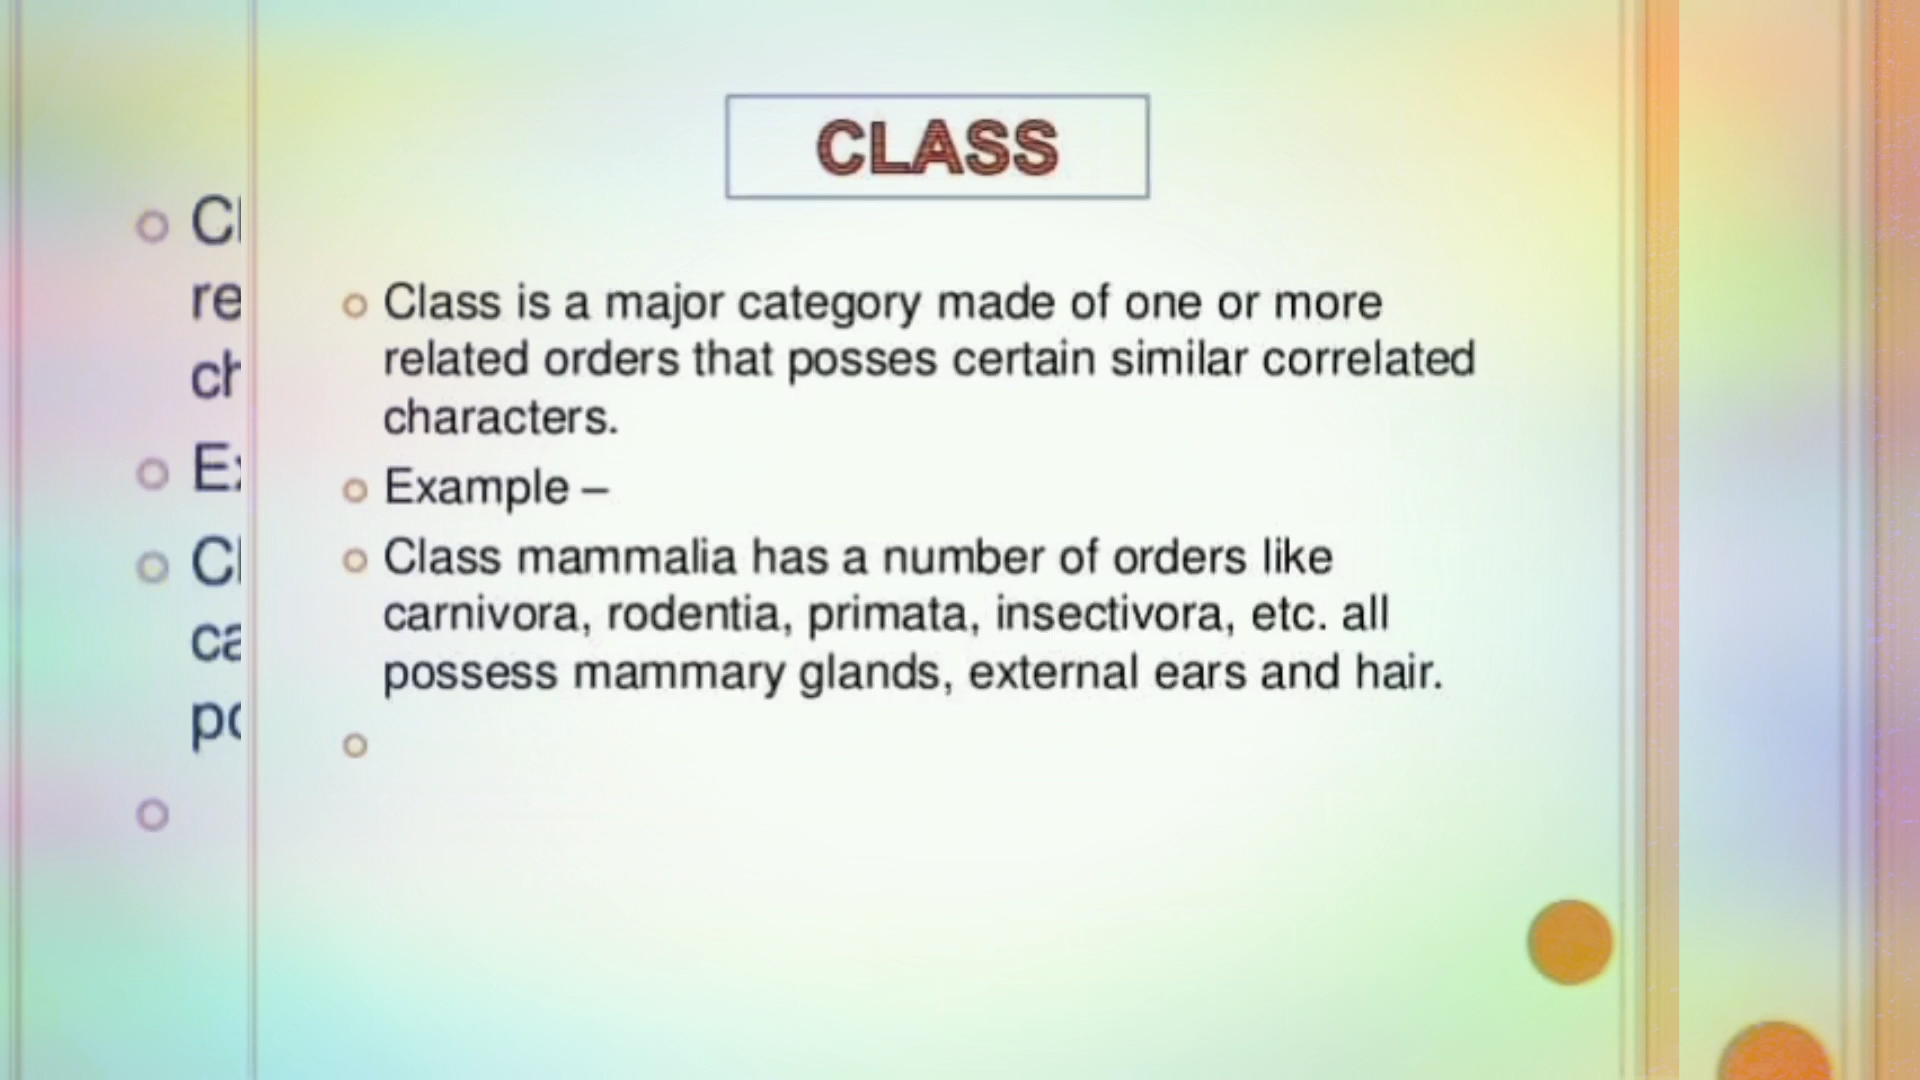 CLASS
Class is a major category made of one or more
related orders that posses certain similar correlated
characters.
Example –
Class mammalia has a number of orders like
carnivora, rodentia, primata, insectivora, etc. all
possess mammary glands, external ears and hair.